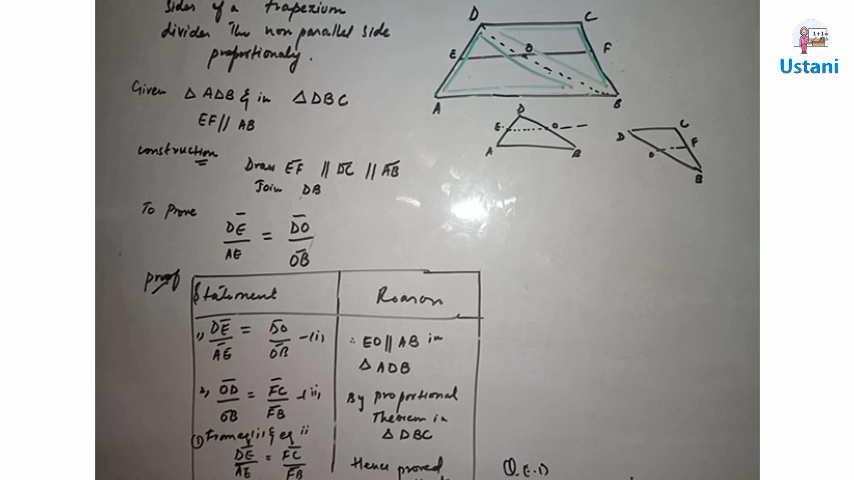 sides of a trapezium
divides the non parallel side
proportionaly.
Given △ ADB & in △ DBC
EF // AB
construction Draw EF // DC // AB
Join DB
To prove
DE/AE = DO/OB
proof
Statement Reason
1, DE/AE = DO/OB —(i) ∴ EO // AB in
△ ADB
2, OD/OB = FC/FB —(ii) By proportional
Theorem in
△ DBC
③ From eq(i) & eq ii
DE/AE = FC/FB Hence proved
D C
E O F
A B
D
E O
A B
D C
O F
B
1+1=
Ustani